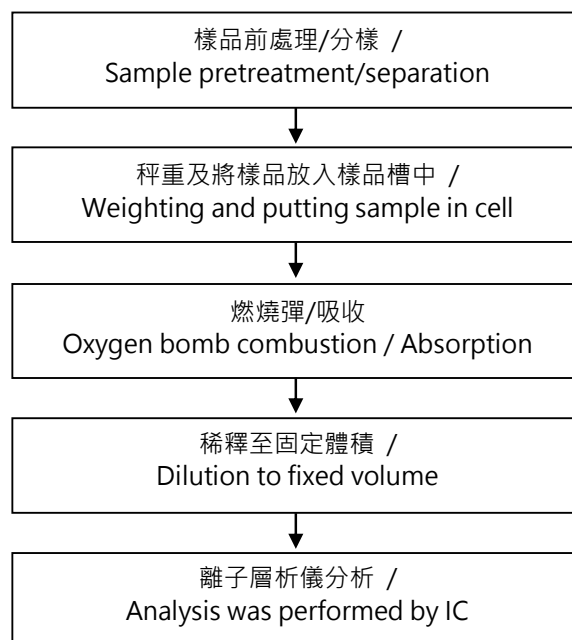 樣品前處理/分樣 /
Sample pretreatment/separation
秤重及將樣品放入樣品槽中 /
Weighting and putting sample in cell
燃燒彈/吸收
Oxygen bomb combustion / Absorption
稀釋至固定體積 /
Dilution to fixed volume
離子層析儀分析 /
Analysis was performed by IC